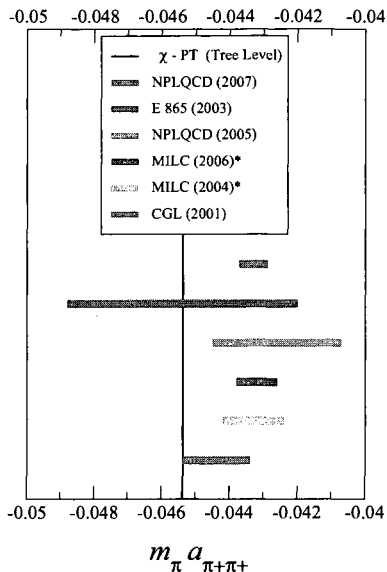 -0.05 -0.048 -0.046 -0.044 -0.042 -0.04
χ - PT (Tree Level)
NPLQCD (2007)
E 865 (2003)
NPLQCD (2005)
MILC (2006)*
MILC (2004)*
CGL (2001)
-0.05 -0.048 -0.046 -0.044 -0.042 -0.04
m_π a_π+π+